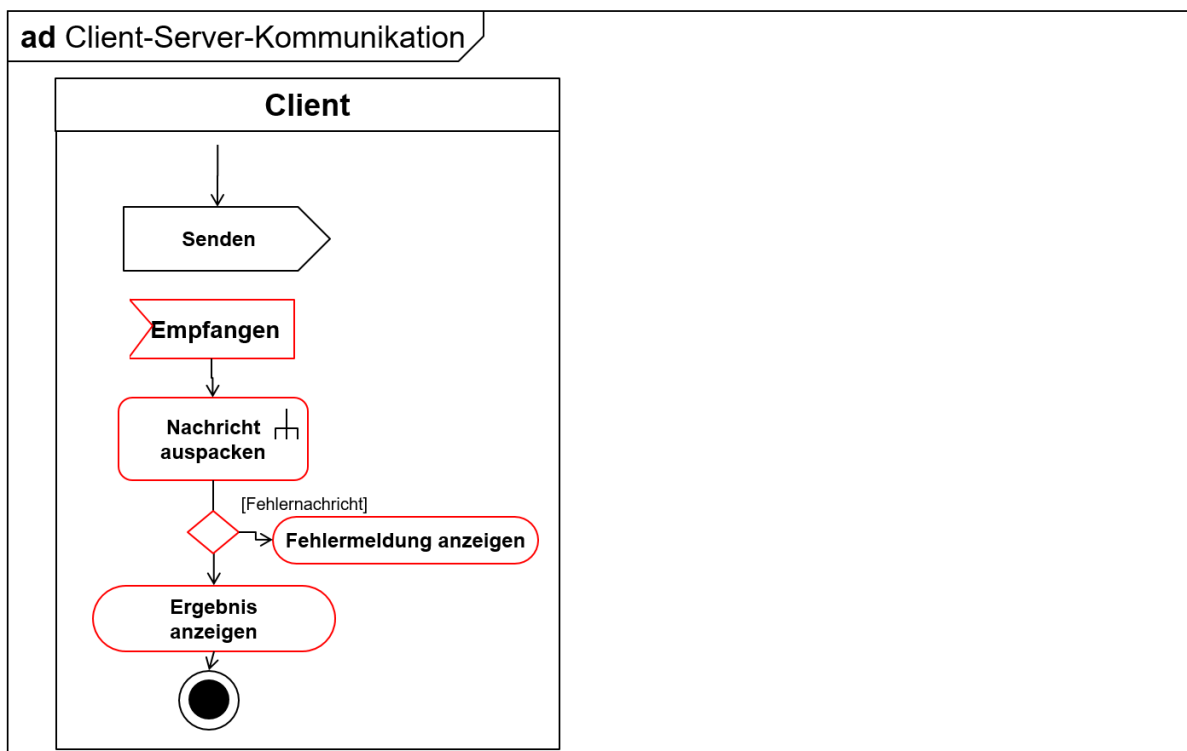 ad Client-Server-Kommunikation
Client
Senden
Empfangen
Nachricht
auspacken
[Fehlernachricht]
Fehlermeldung anzeigen
Ergebnis
anzeigen